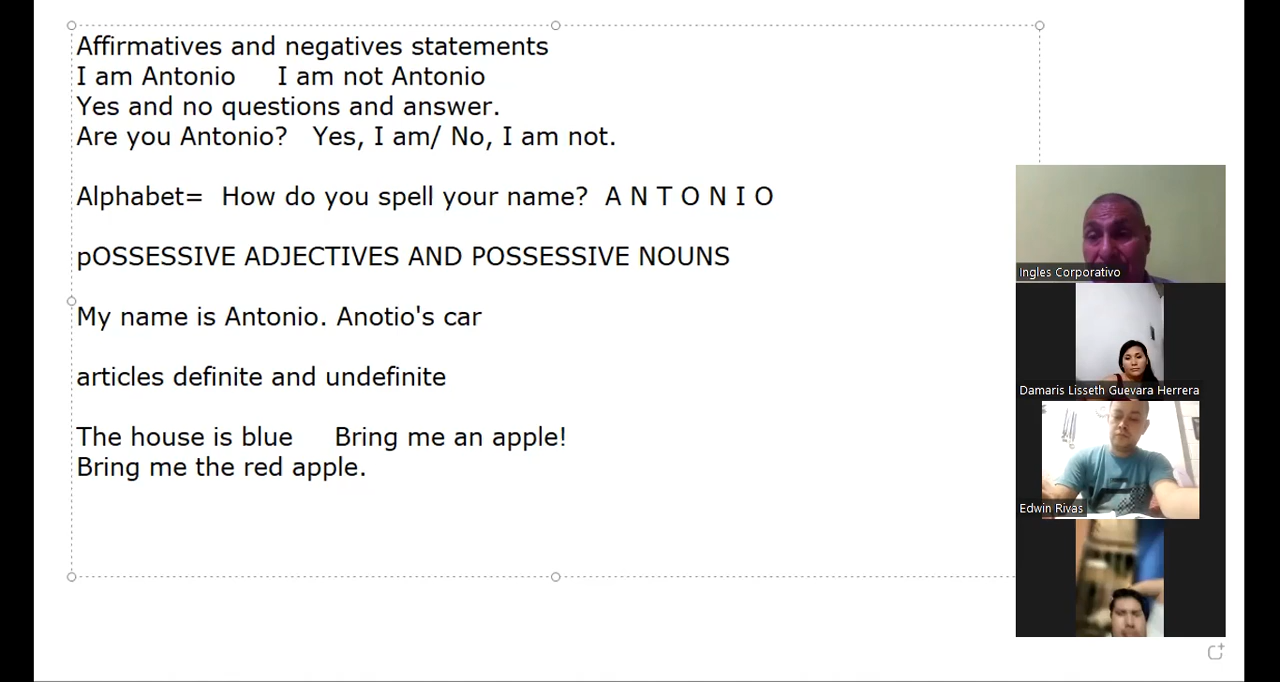 Affirmatives and negatives statements
I am Antonio I am not Antonio
Yes and no questions and answer.
Are you Antonio? Yes, I am/ No, I am not.
Alphabet= How do you spell your name? A N T O N I O
pOSSESSIVE ADJECTIVES AND POSSESSIVE NOUNS
My name is Antonio. Anotio's car
articles definite and undefinite
The house is blue Bring me an apple!
Bring me the red apple.
Ingles Corporativo
Damaris Lisseth Guevara Herrera
Edwin Rivas